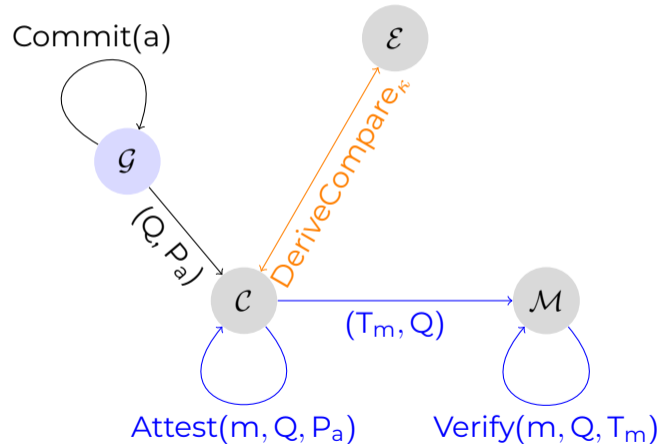 Commit(a)
ℰ
𝒢
DeriveCompareκ
(Q, Pₐ)
𝒞
ℳ
(Tₘ, Q)
Attest(m, Q, Pₐ)
Verify(m, Q, Tₘ)